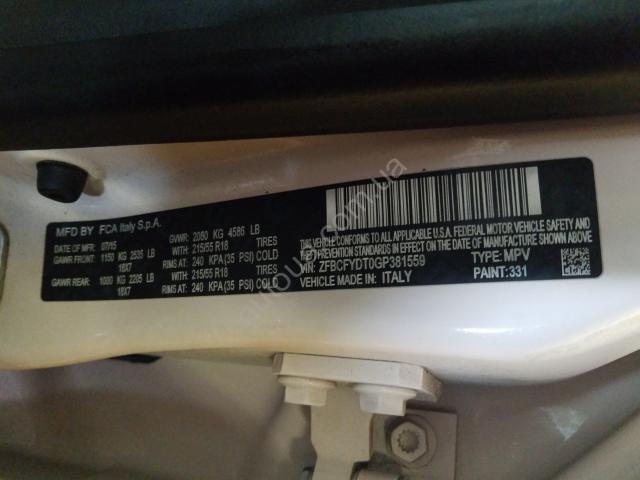 MFD BY FCA Italy S.p.A.
DATE OF MFD: 07/15 GVWR: 2080 KG 4586 LB
GAWR FRONT: 1150 KG 2535 LB WITH: 215/55 R18 TIRES
18X7 RIMS AT: 240 KPA (35 PSI) COLD
GAWR REAR: 1000 KG 2205 LB WITH: 215/55 R18 TIRES
18X7 RIMS AT: 240 KPA (35 PSI) COLD
THIS VEHICLE CONFORMS TO ALL APPLICABLE U.S.A. FEDERAL MOTOR VEHICLE SAFETY
AND THEFT PREVENTION STANDARDS IN EFFECT ON THE DATE OF MANUFACTURE SHOWN ABOVE
VIN: ZFBCFYDT0GP381559 TYPE: MPV
VEHICLE MADE IN: ITALY PAINT: 331